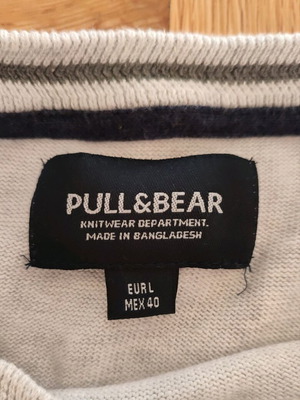 PULL&BEAR
KNITWEAR DEPARTMENT.
MADE IN BANGLADESH
EUR L
MEX 40